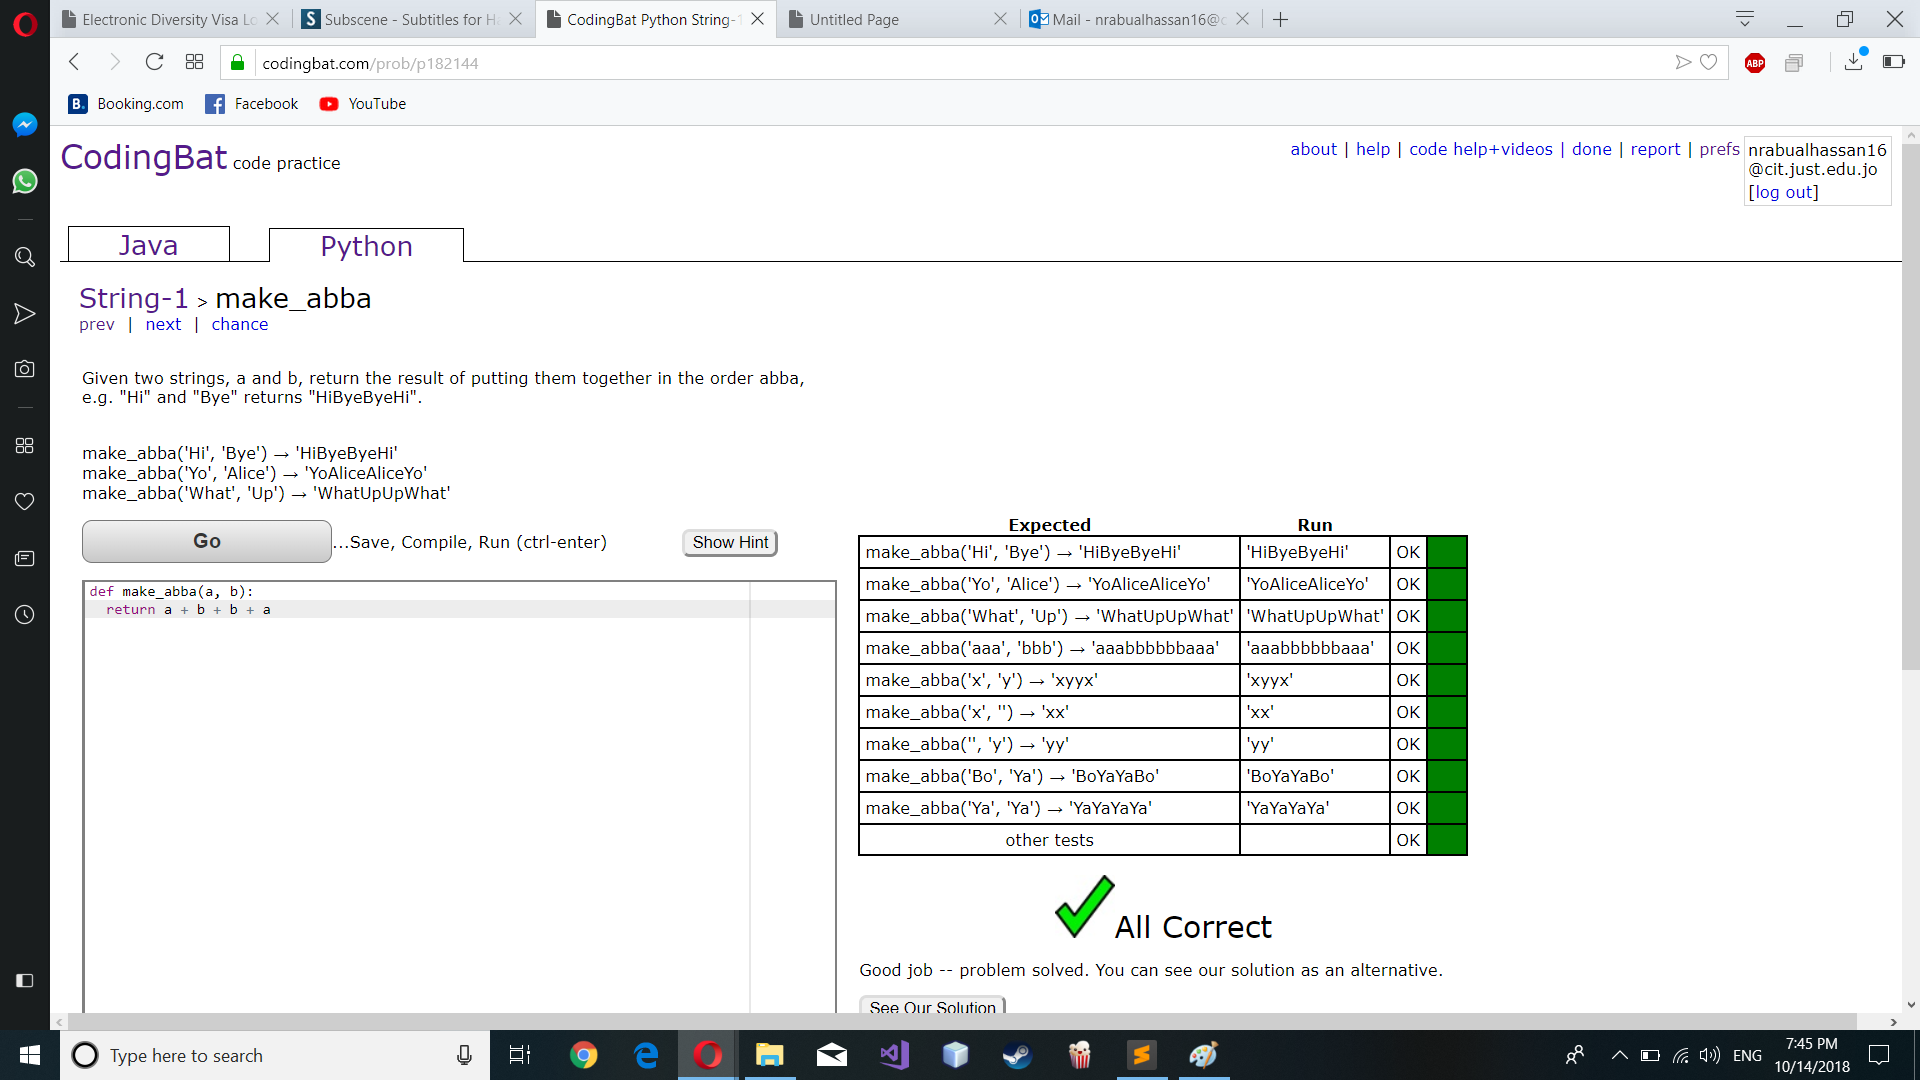 Electronic Diversity Visa Lo
Subscene - Subtitles for H
CodingBat Python String-1
Untitled Page
Mail - nrabualhassan16@c
codingbat.com/prob/p182144
ABP
B. Booking.com
Facebook
YouTube
CodingBat code practice
about | help | code help+videos | done | report | prefs
nrabualhassan16
@cit.just.edu.jo
[log out]
Java
Python
String-1 > make_abba
prev | next | chance
Given two strings, a and b, return the result of putting them together in the order abba,
e.g. "Hi" and "Bye" returns "HiByeByeHi".
make_abba('Hi', 'Bye') → 'HiByeByeHi'
make_abba('Yo', 'Alice') → 'YoAliceAliceYo'
make_abba('What', 'Up') → 'WhatUpUpWhat'
Go ...Save, Compile, Run (ctrl-enter) Show Hint
def make_abba(a, b):
return a + b + b + a
Expected Run
make_abba('Hi', 'Bye') → 'HiByeByeHi' 'HiByeByeHi' OK
make_abba('Yo', 'Alice') → 'YoAliceAliceYo' 'YoAliceAliceYo' OK
make_abba('What', 'Up') → 'WhatUpUpWhat' 'WhatUpUpWhat' OK
make_abba('aaa', 'bbb') → 'aaabbbbbbaaa' 'aaabbbbbbaaa' OK
make_abba('x', 'y') → 'xyyx' 'xyyx' OK
make_abba('x', '') → 'xx' 'xx' OK
make_abba('', 'y') → 'yy' 'yy' OK
make_abba('Bo', 'Ya') → 'BoYaYaBo' 'BoYaYaBo' OK
make_abba('Ya', 'Ya') → 'YaYaYaYa' 'YaYaYaYa' OK
other tests OK
All Correct
Good job -- problem solved. You can see our solution as an alternative.
See Our Solution
Type here to search
ENG
7:45 PM
10/14/2018